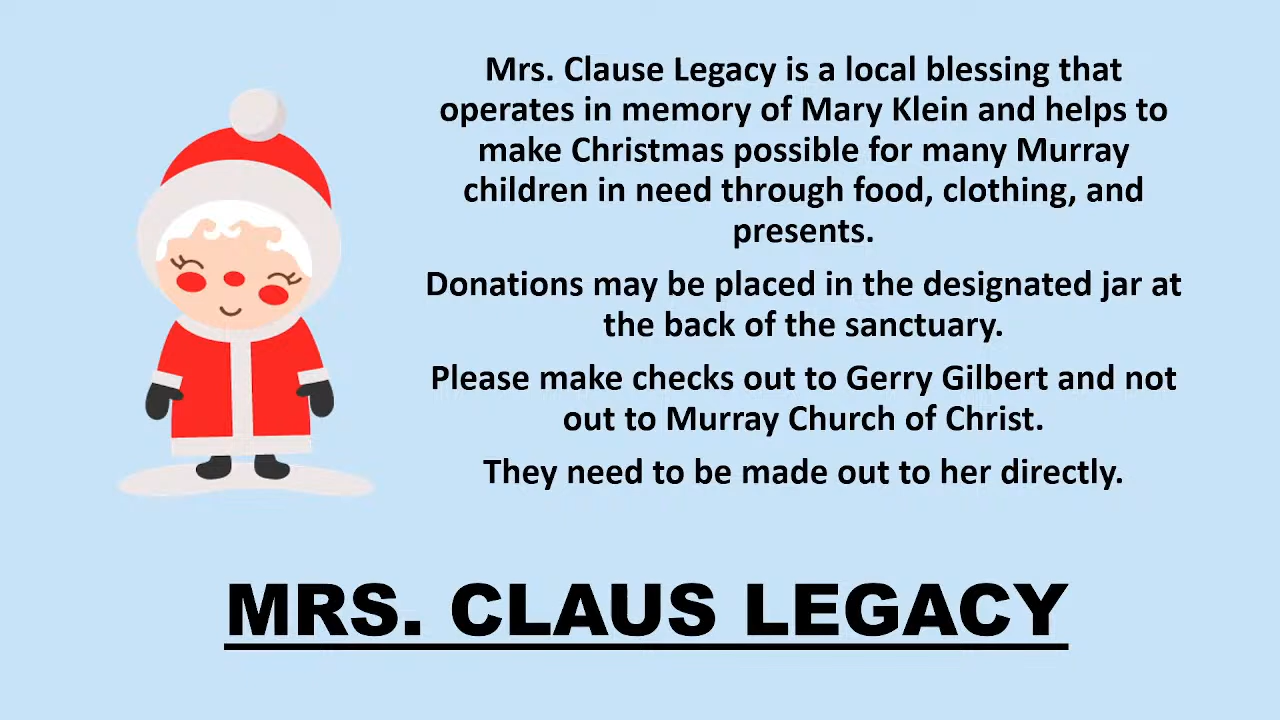 Mrs. Clause Legacy is a local blessing that
operates in memory of Mary Klein and helps to
make Christmas possible for many Murray
children in need through food, clothing, and
presents.
Donations may be placed in the designated jar at
the back of the sanctuary.
Please make checks out to Gerry Gilbert and not
out to Murray Church of Christ.
They need to be made out to her directly.
MRS. CLAUS LEGACY